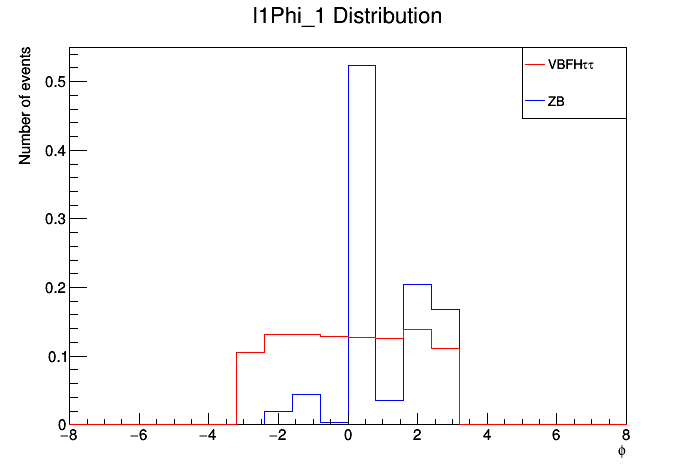 l1Phi_1 Distribution
Number of events
VBFHττ
ZB
0.5
0.4
0.3
0.2
0.1
0
−8 −6 −4 −2 0 2 4 6 8
ϕ